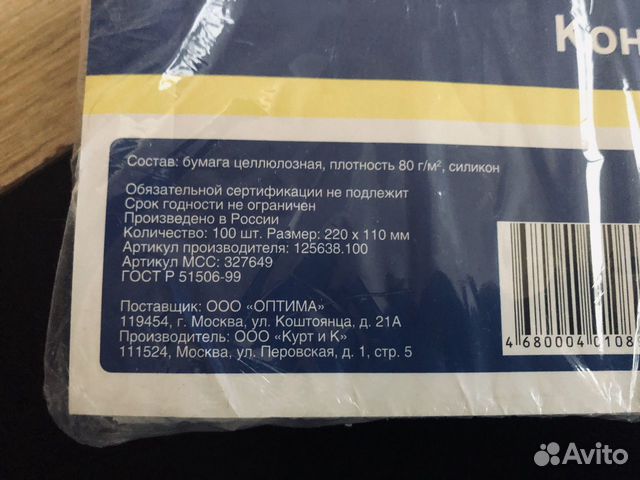 Кон
Состав: бумага целлюлозная, плотность 80 г/м², силикон
Обязательной сертификации не подлежит
Срок годности не ограничен
Произведено в России
Количество: 100 шт. Размер: 220 x 110 мм
Артикул производителя: 125638.100
Артикул МСС: 327649
ГОСТ Р 51506-99
Поставщик: ООО «ОПТИМА»
119454, г. Москва, ул. Коштоянца, д. 21А
Производитель: ООО «Курт и К»
111524, Москва, ул. Перовская, д. 1, стр. 5
4 680004 0108
Avito